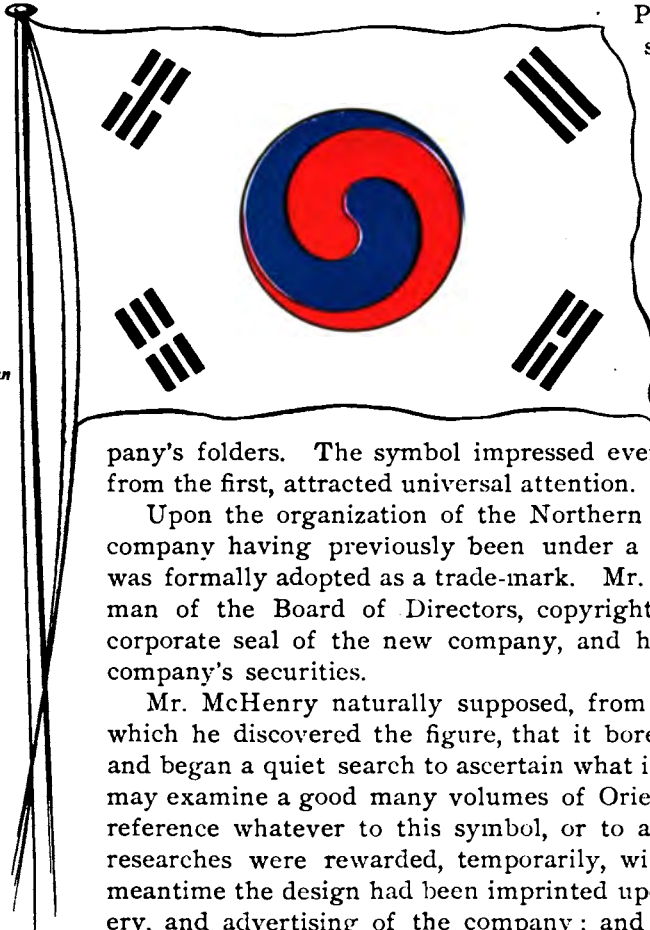 P
s
n
pany's folders. The symbol impressed eve
from the first, attracted universal attention.
Upon the organization of the Northern
company having previously been under a
was formally adopted as a trade-mark. Mr.
man of the Board of Directors, copyright
corporate seal of the new company, and h
company's securities.
Mr. McHenry naturally supposed, from
which he discovered the figure, that it bore
and began a quiet search to ascertain what i
may examine a good many volumes of Orie
reference whatever to this symbol, or to a
researches were rewarded, temporarily, wi
meantime the design had been imprinted up
ery, and advertising of the company; and